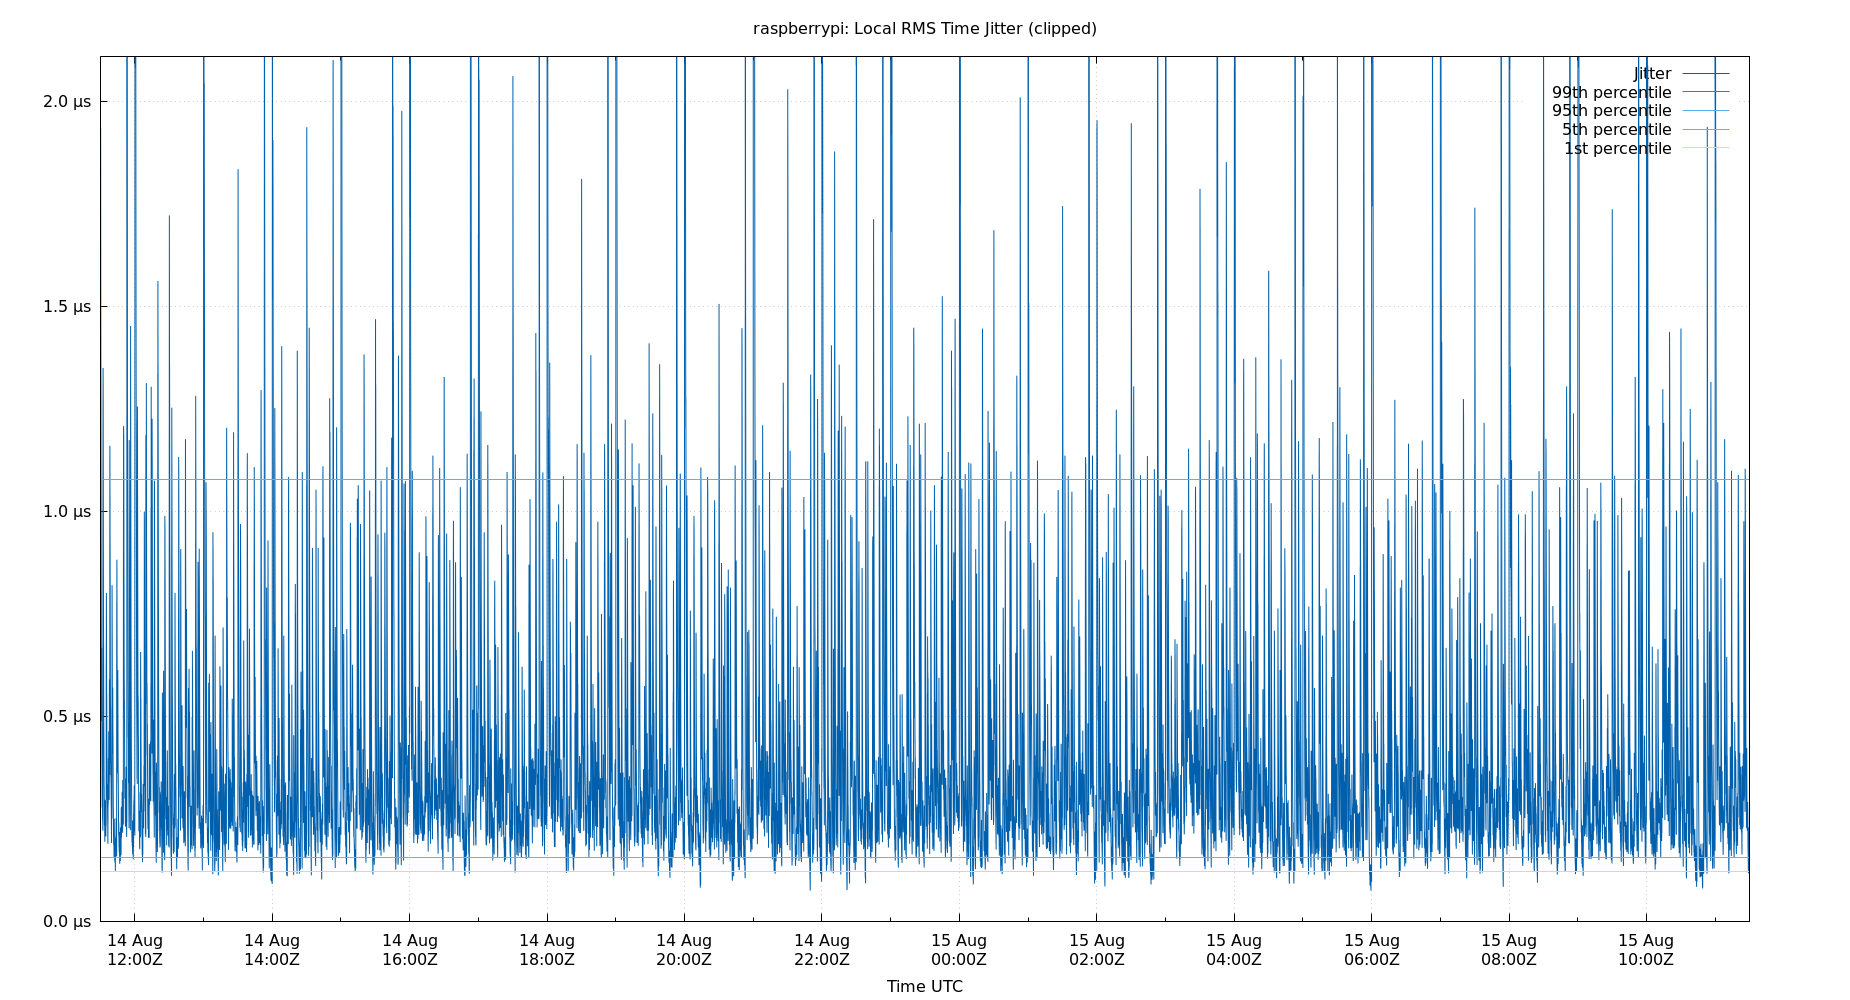 raspberrypi: Local RMS Time Jitter (clipped)
Jitter
99th percentile
95th percentile
5th percentile
1st percentile
2.0 µs
1.5 µs
1.0 µs
0.5 µs
0.0 µs
14 Aug 14 Aug 14 Aug 14 Aug 14 Aug 14 Aug 15 Aug 15 Aug 15 Aug 15 Aug 15 Aug 15 Aug
12:00Z 14:00Z 16:00Z 18:00Z 20:00Z 22:00Z 00:00Z 02:00Z 04:00Z 06:00Z 08:00Z 10:00Z
Time UTC